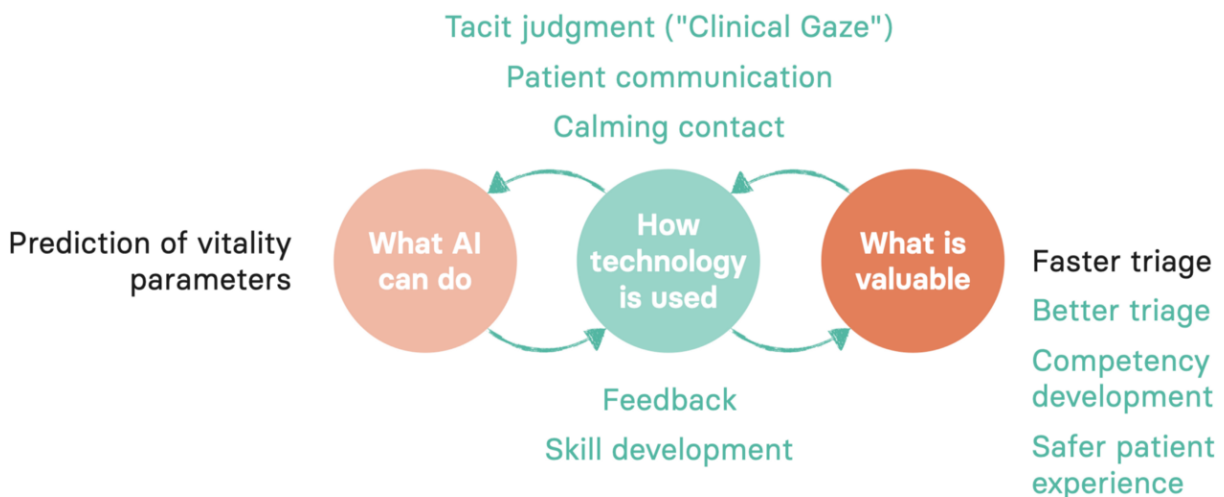 Tacit judgment ("Clinical Gaze")
Patient communication
Calming contact
Prediction of vitality
parameters
What AI
can do
How
technology
is used
What is
valuable
Faster triage
Better triage
Competency
development
Safer patient
experience
Feedback
Skill development